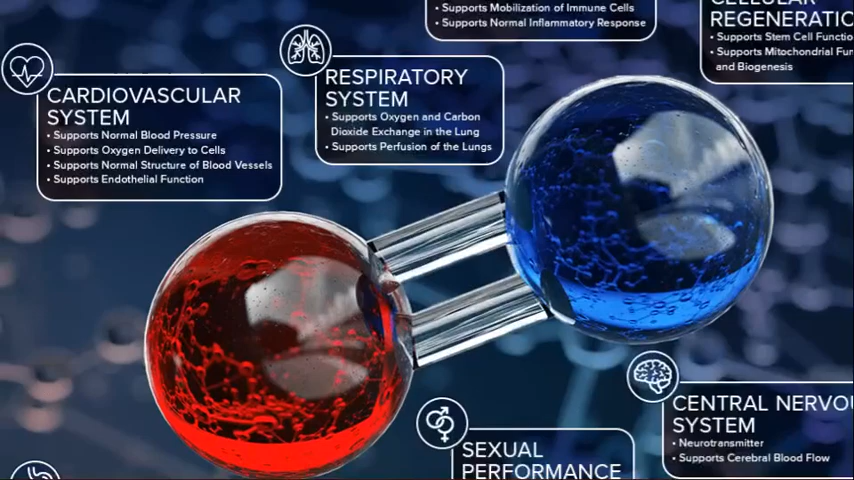 • Supports Mobilization of Immune Cells
• Supports Normal Inflammatory Response
REGENERATIO
• Supports Stem Cell Functio
• Supports Mitochondrial Fun
and Biogenesis
RESPIRATORY
SYSTEM
• Supports Oxygen and Carbon
Dioxide Exchange in the Lung
• Supports Perfusion of the Lungs
CARDIOVASCULAR
SYSTEM
• Supports Normal Blood Pressure
• Supports Oxygen Delivery to Cells
• Supports Normal Structure of Blood Vessels
• Supports Endothelial Function
CENTRAL NERVOU
SYSTEM
• Neurotransmitter
• Supports Cerebral Blood Flow
SEXUAL
PERFORMANCE